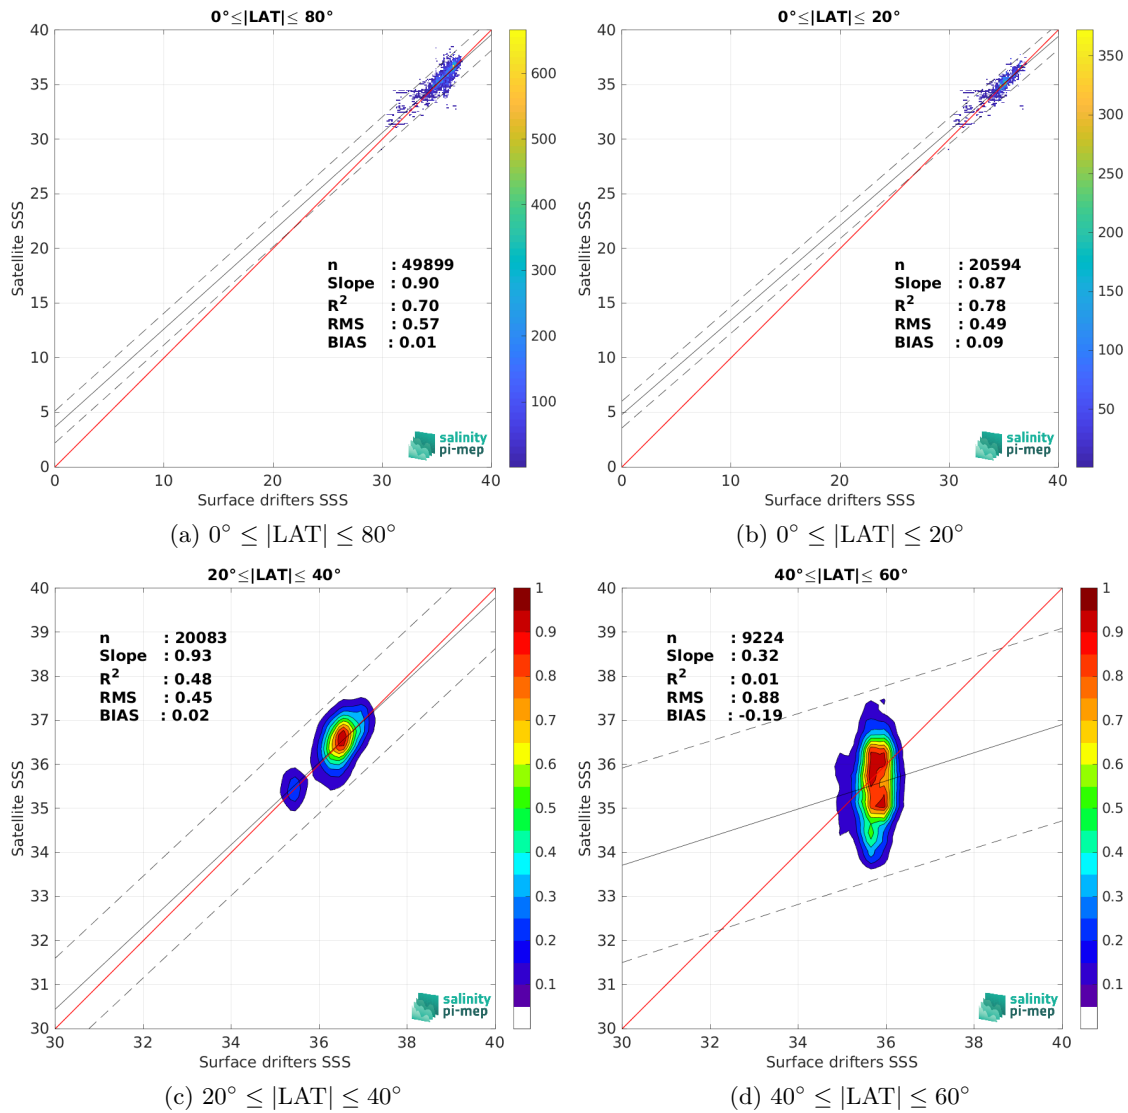 0°≤|LAT|≤ 80°
40
35
30
25
20
15
10
5
0
Satellite SSS
0
10
20
30
40
Surface drifters SSS
n : 49899
Slope : 0.90
R² : 0.70
RMS : 0.57
BIAS : 0.01
salinity
pi-mep
600
500
400
300
200
100
(a) 0° ≤ |LAT| ≤ 80°
0°≤|LAT|≤ 20°
40
35
30
25
20
15
10
5
0
Satellite SSS
0
10
20
30
40
Surface drifters SSS
n : 20594
Slope : 0.87
R² : 0.78
RMS : 0.49
BIAS : 0.09
salinity
pi-mep
350
300
250
200
150
100
50
(b) 0° ≤ |LAT| ≤ 20°
20°≤|LAT|≤ 40°
40
39
38
37
36
35
34
33
32
31
30
Satellite SSS
30
32
34
36
38
40
Surface drifters SSS
n : 20083
Slope : 0.93
R² : 0.48
RMS : 0.45
BIAS : 0.02
salinity
pi-mep
1
0.9
0.8
0.7
0.6
0.5
0.4
0.3
0.2
0.1
(c) 20° ≤ |LAT| ≤ 40°
40°≤|LAT|≤ 60°
40
39
38
37
36
35
34
33
32
31
30
Satellite SSS
30
32
34
36
38
40
Surface drifters SSS
n : 9224
Slope : 0.32
R² : 0.01
RMS : 0.88
BIAS : -0.19
salinity
pi-mep
1
0.9
0.8
0.7
0.6
0.5
0.4
0.3
0.2
0.1
(d) 40° ≤ |LAT| ≤ 60°